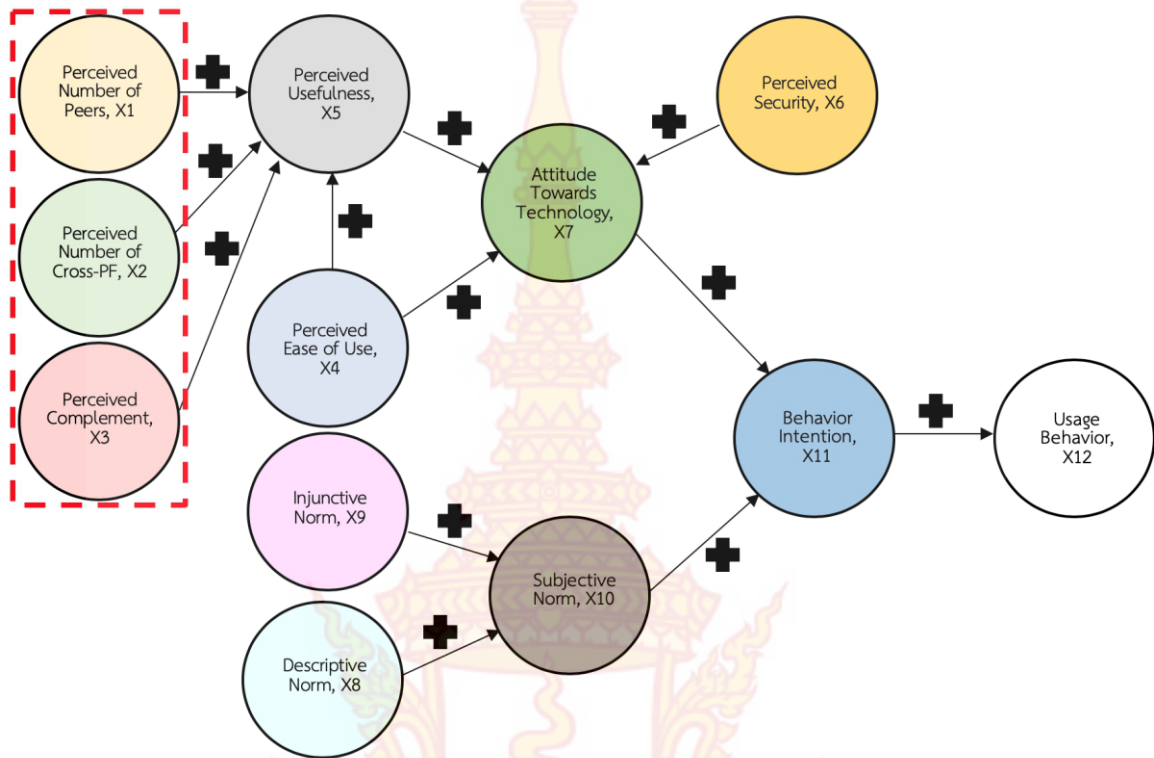 Perceived
Number of
Peers, X1
Perceived
Usefulness,
X5
Perceived
Security, X6
Attitude
Towards
Technology,
X7
Perceived
Number of
Cross-PF, X2
Perceived
Ease of Use,
X4
Perceived
Complement,
X3
Behavior
Intention,
X11
Usage
Behavior,
X12
Injunctive
Norm, X9
Subjective
Norm, X10
Descriptive
Norm, X8